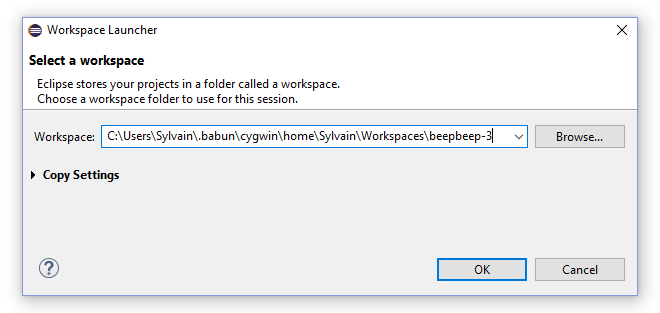 Workspace Launcher
Select a workspace
Eclipse stores your projects in a folder called a workspace.
Choose a workspace folder to use for this session.
Workspace: C:\Users\Sylvain\.babun\cygwin\home\Sylvain\Workspaces\beepbeep-3 Browse...
Copy Settings
? OK Cancel